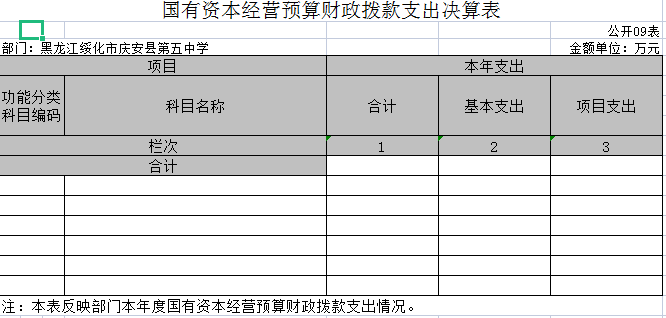 国有资本经营预算财政拨款支出决算表
公开09表
部门：黑龙江绥化市庆安县第五中学 金额单位：万元
项目 本年支出
功能分类科目编码 科目名称 合计 基本支出 项目支出
栏次 1 2 3
合计
注：本表反映部门本年度国有资本经营预算财政拨款支出情况。